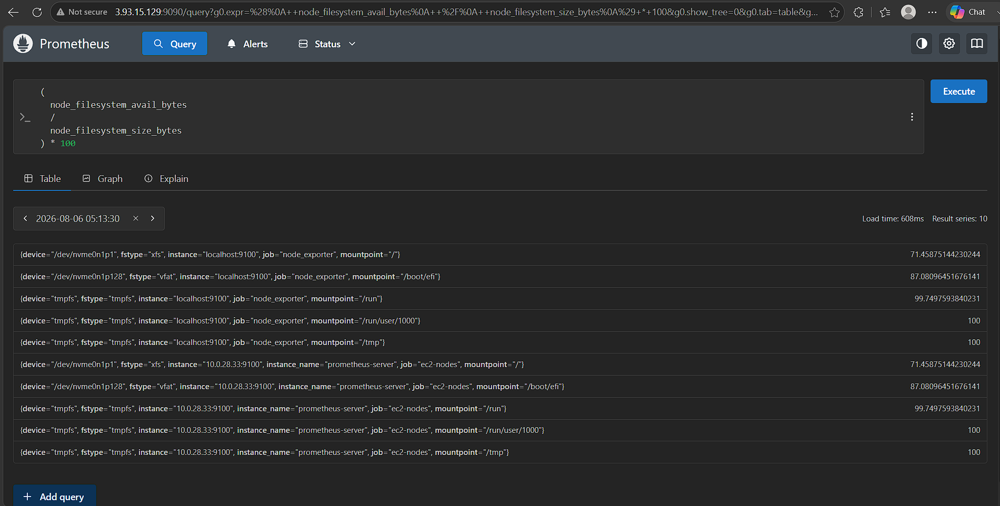 Not secure 3.93.15.129:9090/query?g0.expr=%28%0A++node_filesystem_avail_bytes%0A++%2F%0A++node_filesystem_size_bytes%0A%29+*+100&g0.show_tree=0&g0.tab=table&g... Chat
Prometheus Query Alerts Status
(
node_filesystem_avail_bytes
/
node_filesystem_size_bytes
) * 100
Execute
Table Graph Explain
2026-08-06 05:13:30 Load time: 608ms Result series: 10
{device="/dev/nvme0n1p1", fstype="xfs", instance="localhost:9100", job="node_exporter", mountpoint="/"} 71.45875144230244
{device="/dev/nvme0n1p128", fstype="vfat", instance="localhost:9100", job="node_exporter", mountpoint="/boot/efi"} 87.08096451676141
{device="tmpfs", fstype="tmpfs", instance="localhost:9100", job="node_exporter", mountpoint="/run"} 99.7497593840231
{device="tmpfs", fstype="tmpfs", instance="localhost:9100", job="node_exporter", mountpoint="/run/user/1000"} 100
{device="tmpfs", fstype="tmpfs", instance="localhost:9100", job="node_exporter", mountpoint="/tmp"} 100
{device="/dev/nvme0n1p1", fstype="xfs", instance="10.0.28.33:9100", instance_name="prometheus-server", job="ec2-nodes", mountpoint="/"} 71.45875144230244
{device="/dev/nvme0n1p128", fstype="vfat", instance="10.0.28.33:9100", instance_name="prometheus-server", job="ec2-nodes", mountpoint="/boot/efi"} 87.08096451676141
{device="tmpfs", fstype="tmpfs", instance="10.0.28.33:9100", instance_name="prometheus-server", job="ec2-nodes", mountpoint="/run"} 99.7497593840231
{device="tmpfs", fstype="tmpfs", instance="10.0.28.33:9100", instance_name="prometheus-server", job="ec2-nodes", mountpoint="/run/user/1000"} 100
{device="tmpfs", fstype="tmpfs", instance="10.0.28.33:9100", instance_name="prometheus-server", job="ec2-nodes", mountpoint="/tmp"} 100
+ Add query